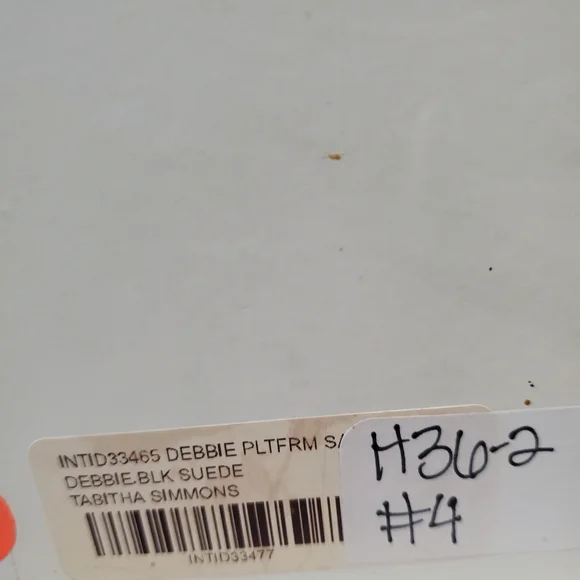 INTID33465 DEBBIE PLTFRM
DEBBIE,BLK SUEDE
TABITHA SIMMONS
INTID33477
H36-2
#4